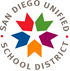 SAN DIEGO UNIFIED
SCHOOL DISTRICT